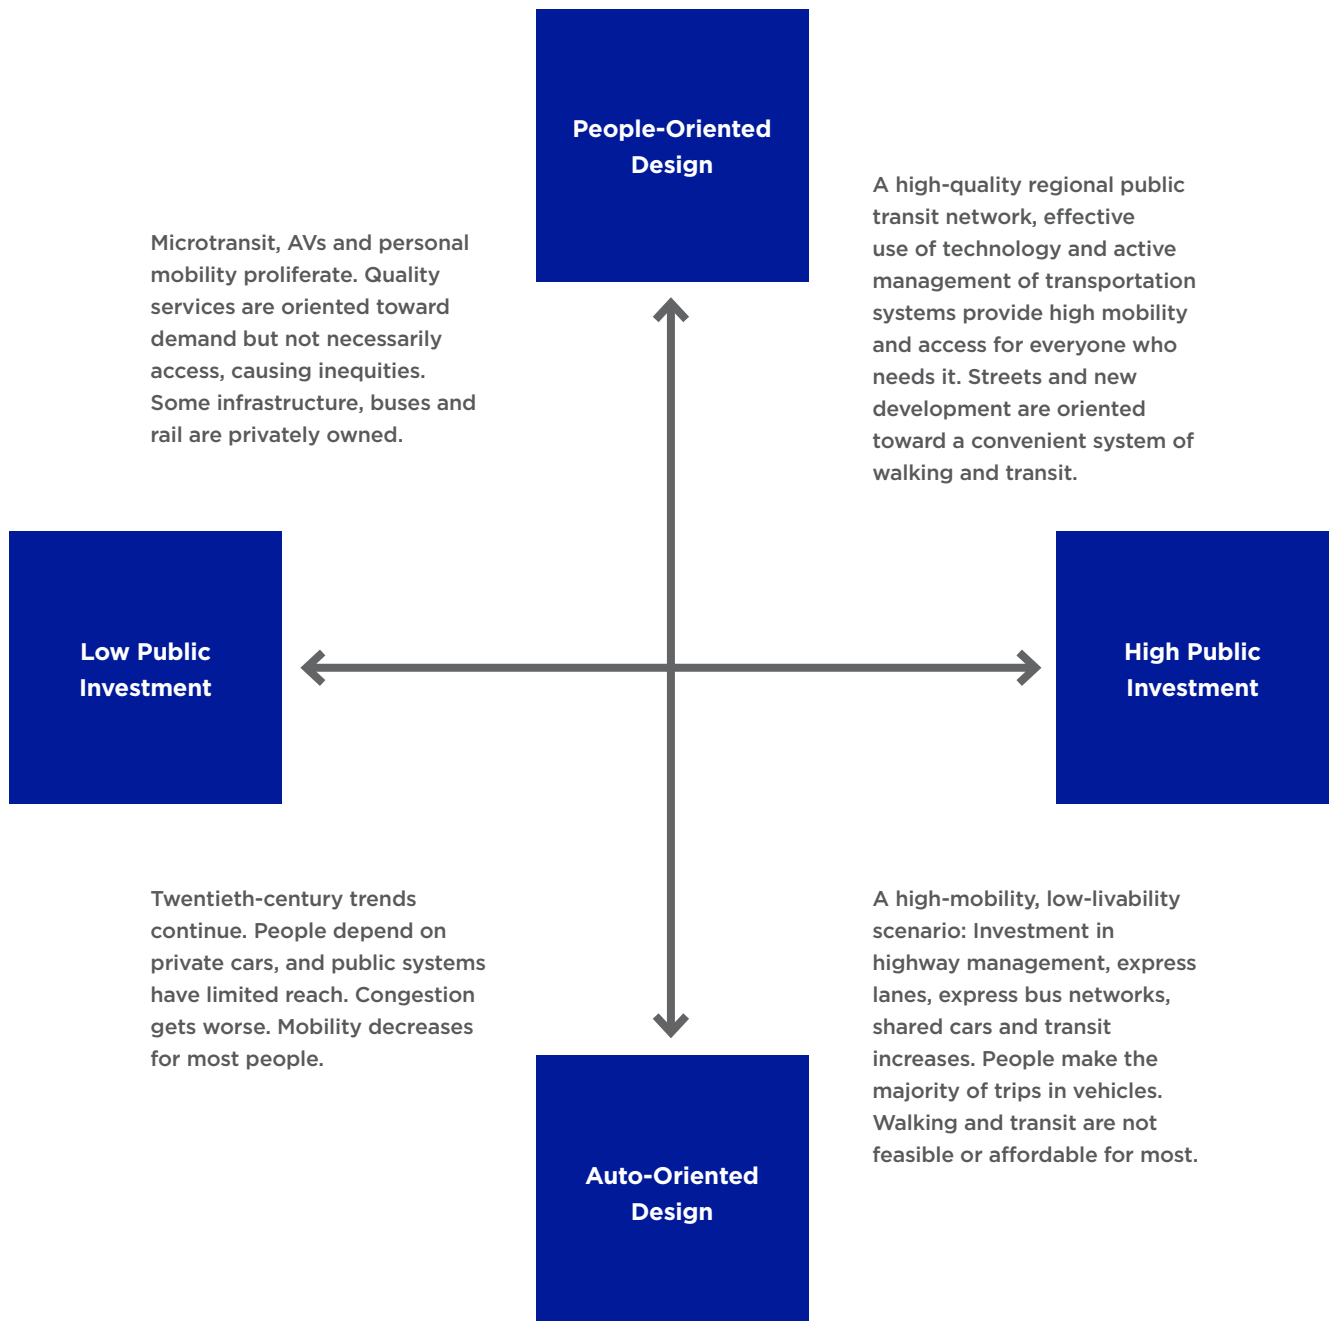 People-Oriented
Design
Microtransit, AVs and personal
mobility proliferate. Quality
services are oriented toward
demand but not necessarily
access, causing inequities.
Some infrastructure, buses and
rail are privately owned.
A high-quality regional public
transit network, effective
use of technology and active
management of transportation
systems provide high mobility
and access for everyone who
needs it. Streets and new
development are oriented
toward a convenient system of
walking and transit.
Low Public
Investment
High Public
Investment
Twentieth-century trends
continue. People depend on
private cars, and public systems
have limited reach. Congestion
gets worse. Mobility decreases
for most people.
A high-mobility, low-livability
scenario: Investment in
highway management, express
lanes, express bus networks,
shared cars and transit
increases. People make the
majority of trips in vehicles.
Walking and transit are not
feasible or affordable for most.
Auto-Oriented
Design